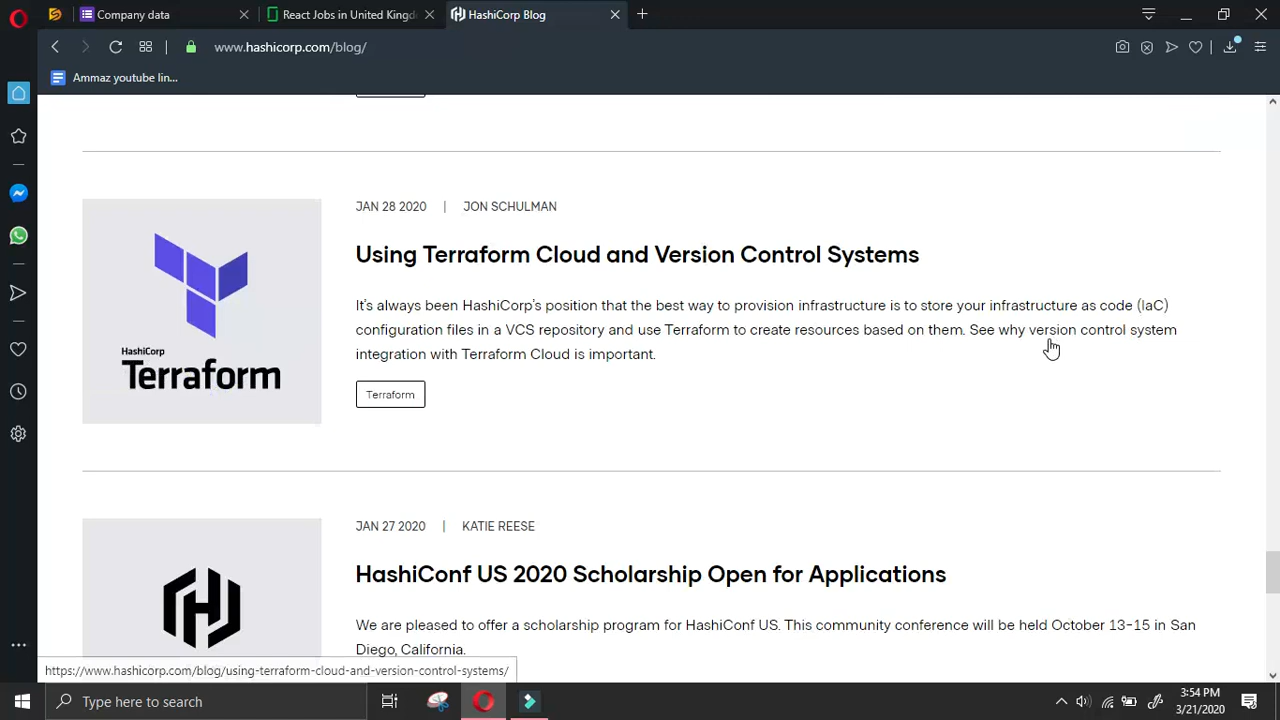 Company data
React Jobs in United Kingd
HashiCorp Blog
www.hashicorp.com/blog/
Ammaz youtube lin...
JAN 28 2020 | JON SCHULMAN
Using Terraform Cloud and Version Control Systems
It's always been HashiCorp's position that the best way to provision infrastructure is to store your infrastructure as code (IaC)
configuration files in a VCS repository and use Terraform to create resources based on them. See why version control system
integration with Terraform Cloud is important.
HashiCorp
Terraform
Terraform
JAN 27 2020 | KATIE REESE
HashiConf US 2020 Scholarship Open for Applications
We are pleased to offer a scholarship program for HashiConf US. This community conference will be held October 13-15 in San
Diego, California.
https://www.hashicorp.com/blog/using-terraform-cloud-and-version-control-systems/
Type here to search
3:54 PM
3/21/2020